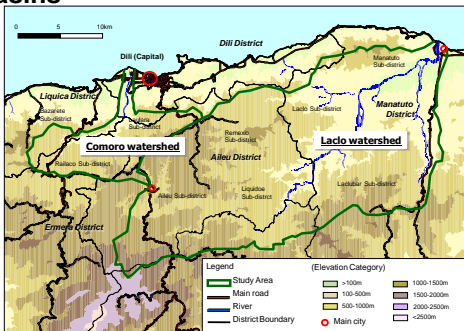 0 5 10km
Dili (Capital)
Dili District
Manatuto
Sub-district
Liquica District
Bazarete
Sub-district
Manatuto
District
Laclo Sub-district
Sub-district
Remexio
Sub-district
Comoro watershed
Laclo watershed
Aileu District
Railaco Sub-district
Laclubar Sub-district
Liquidoe
Sub-district
Aileu Sub-district
Ermera District
Legend
(Elevation Category)
Study Area
Main road
River
District Boundary
Main city
>100m
100-500m
500-1000m
1000-1500m
1500-2000m
2000-2500m
<2500m